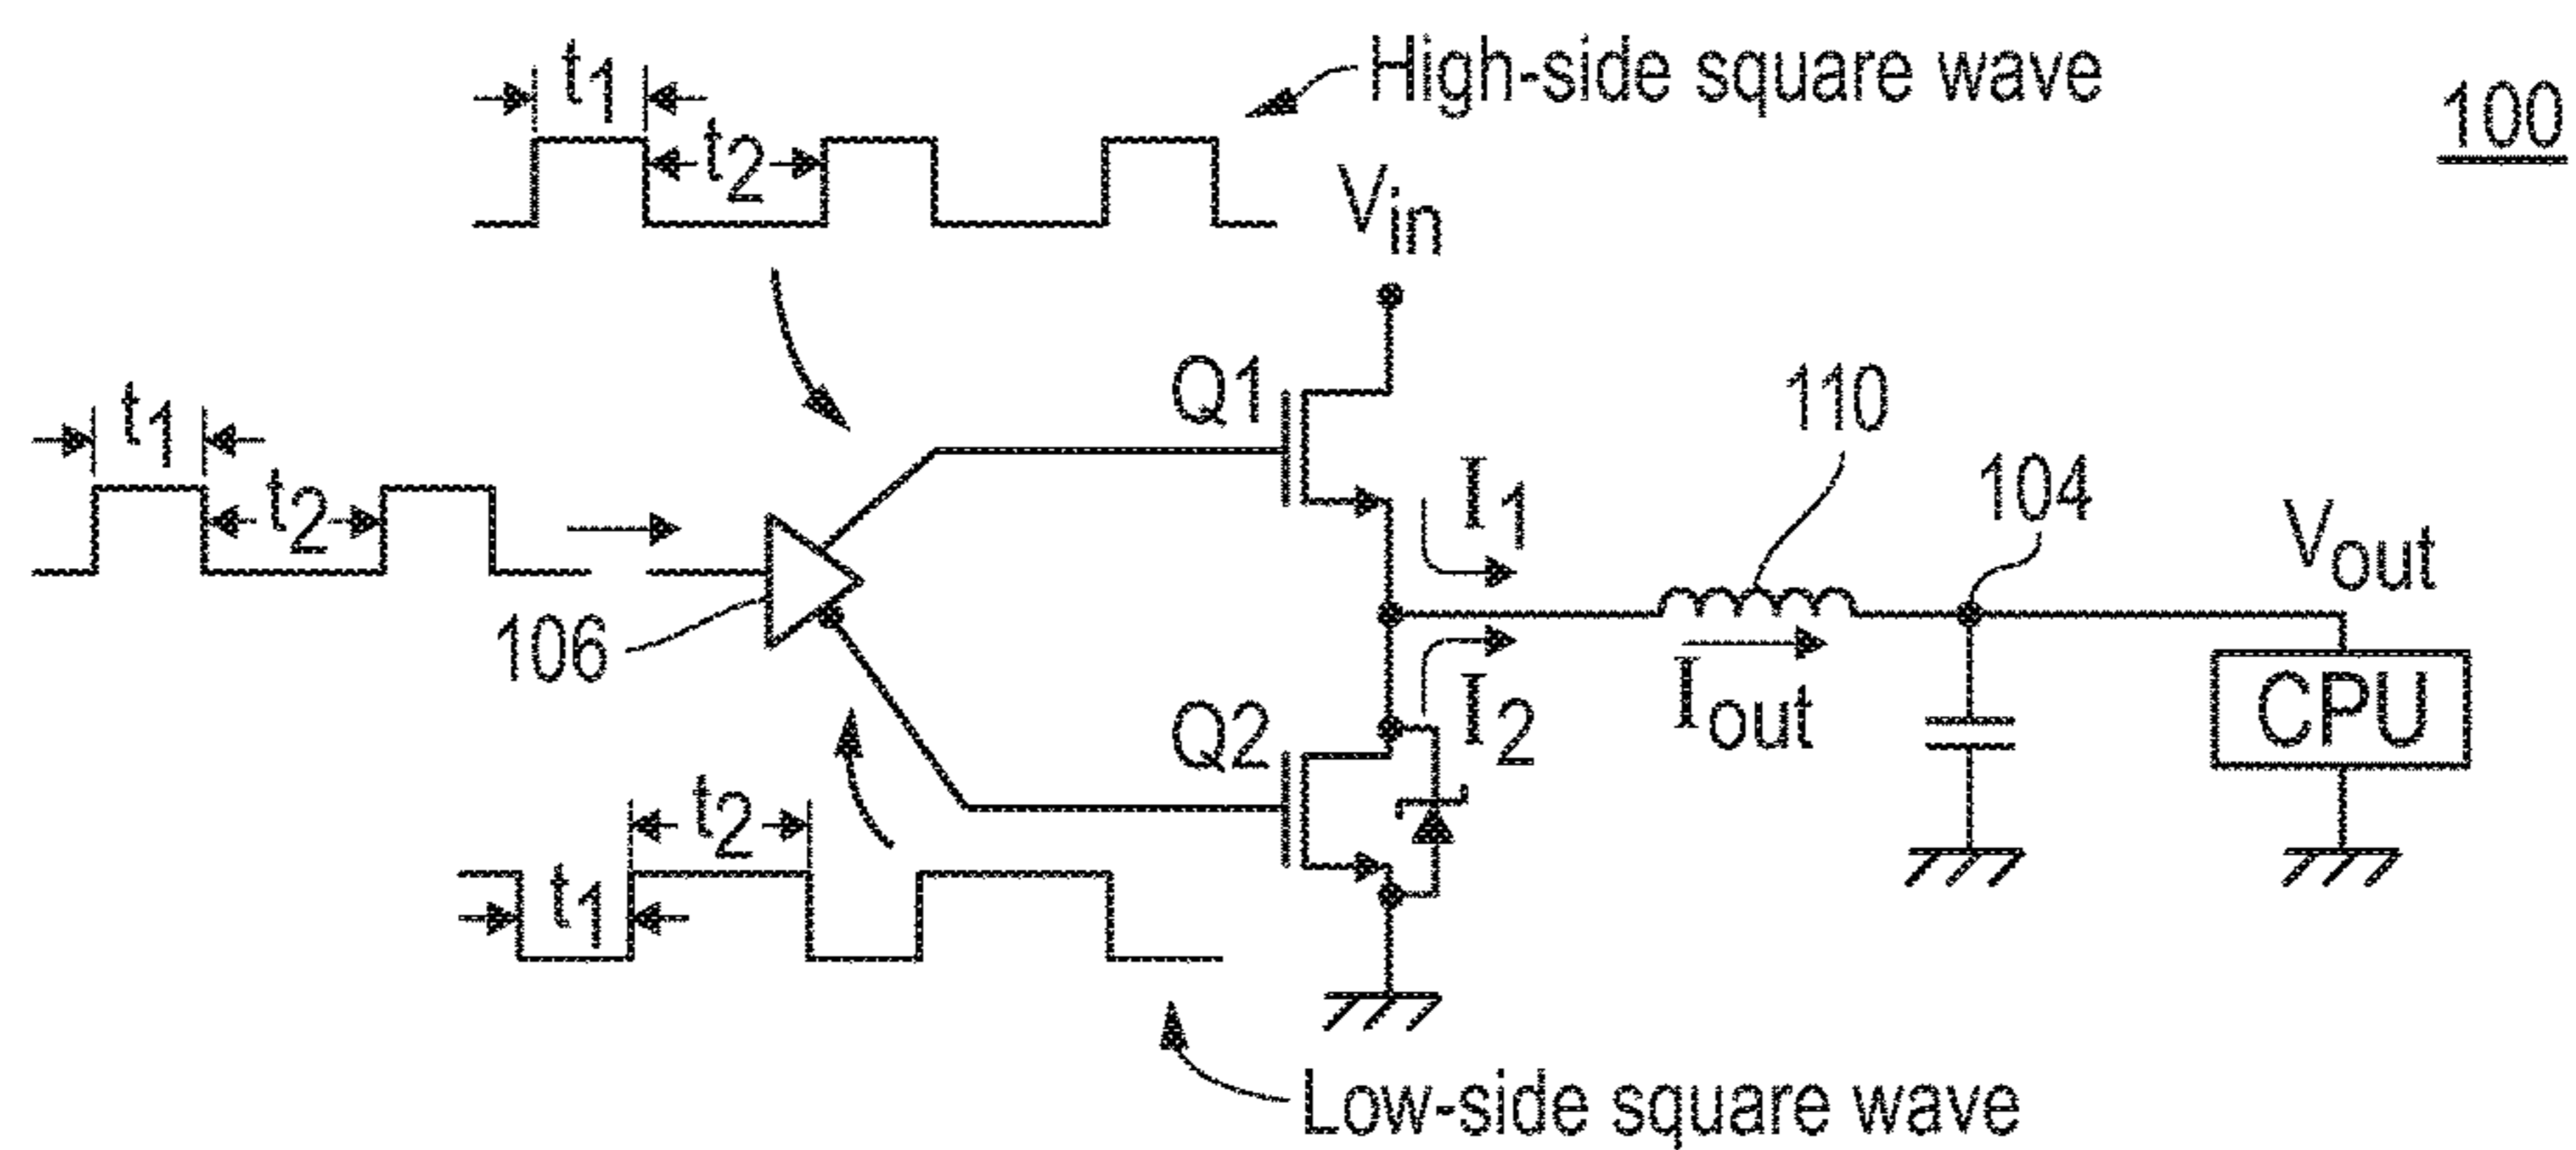 t1
High-side square wave
100
t2
Vin
t1
Q1
110
t2
I1
104
Vout
106
Q2
I2
Iout
CPU
t2
t1
Low-side square wave